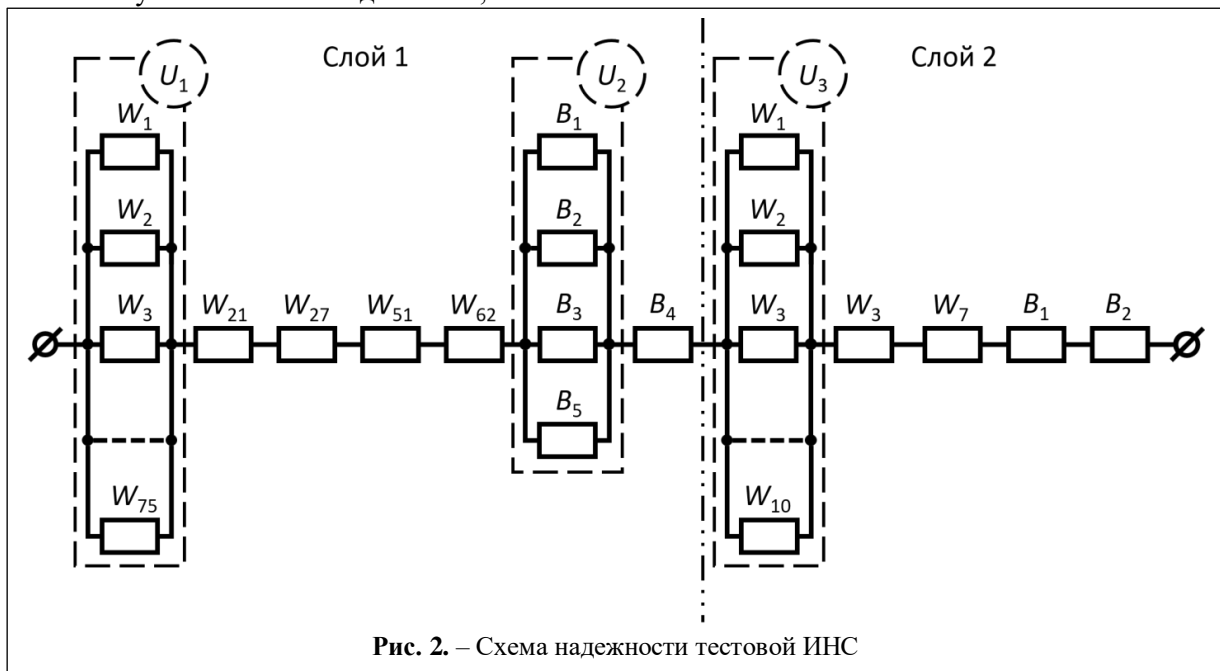 Слой 1
Слой 2
U₁
U₂
U₃
W₁
W₂
W₃
W₇₅
W₂₁
W₂₇
W₅₁
W₆₂
B₁
B₂
B₃
B₅
B₄
W₁
W₂
W₃
W₁₀
W₃
W₇
B₁
B₂
Рис. 2. – Схема надежности тестовой ИНС